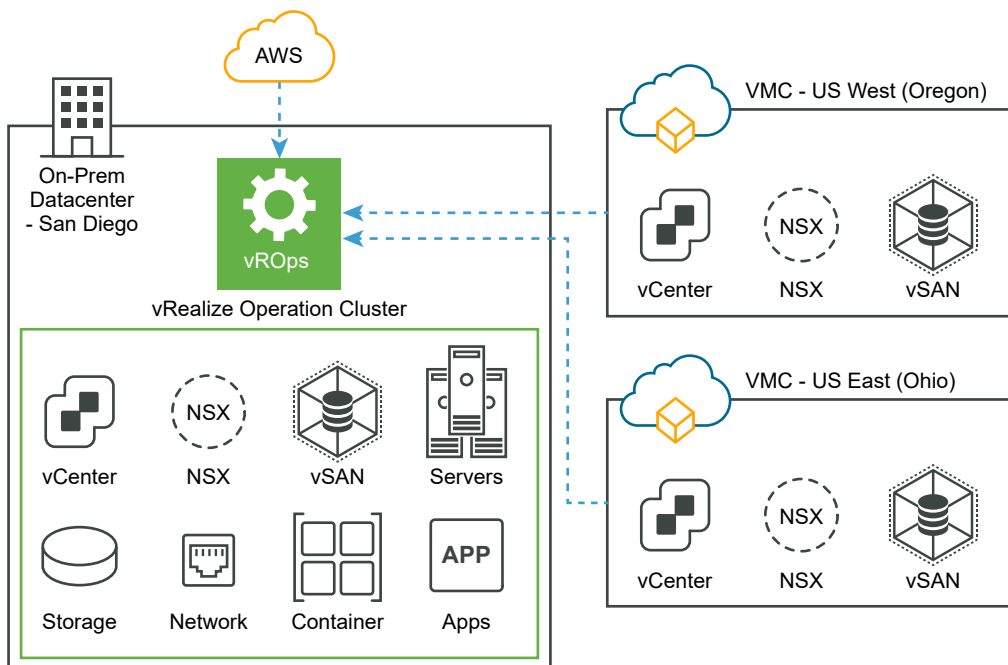 AWS
On-Prem
Datacenter
- San Diego
vROps
vRealize Operation Cluster
NSX
vCenter
NSX
vSAN
Servers
APP
Storage
Network
Container
Apps
VMC - US West (Oregon)
NSX
vCenter
NSX
vSAN
VMC - US East (Ohio)
NSX
vCenter
NSX
vSAN